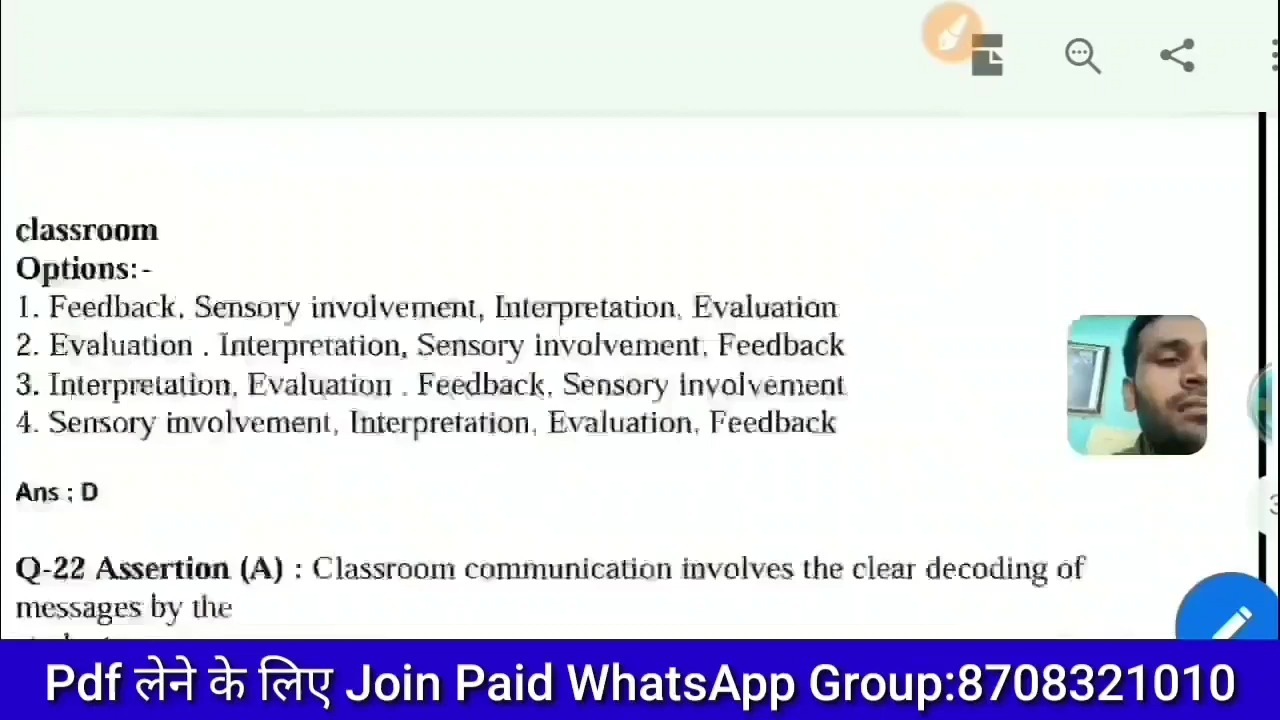 classroom
Options:-
1. Feedback, Sensory involvement, Interpretation, Evaluation
2. Evaluation . Interpretation, Sensory involvement, Feedback
3. Interpretation, Evaluation . Feedback, Sensory involvement
4. Sensory involvement, Interpretation, Evaluation, Feedback
Ans : D
Q-22 Assertion (A) : Classroom communication involves the clear decoding of
messages by the
Pdf लेने के लिए Join Paid WhatsApp Group:8708321010